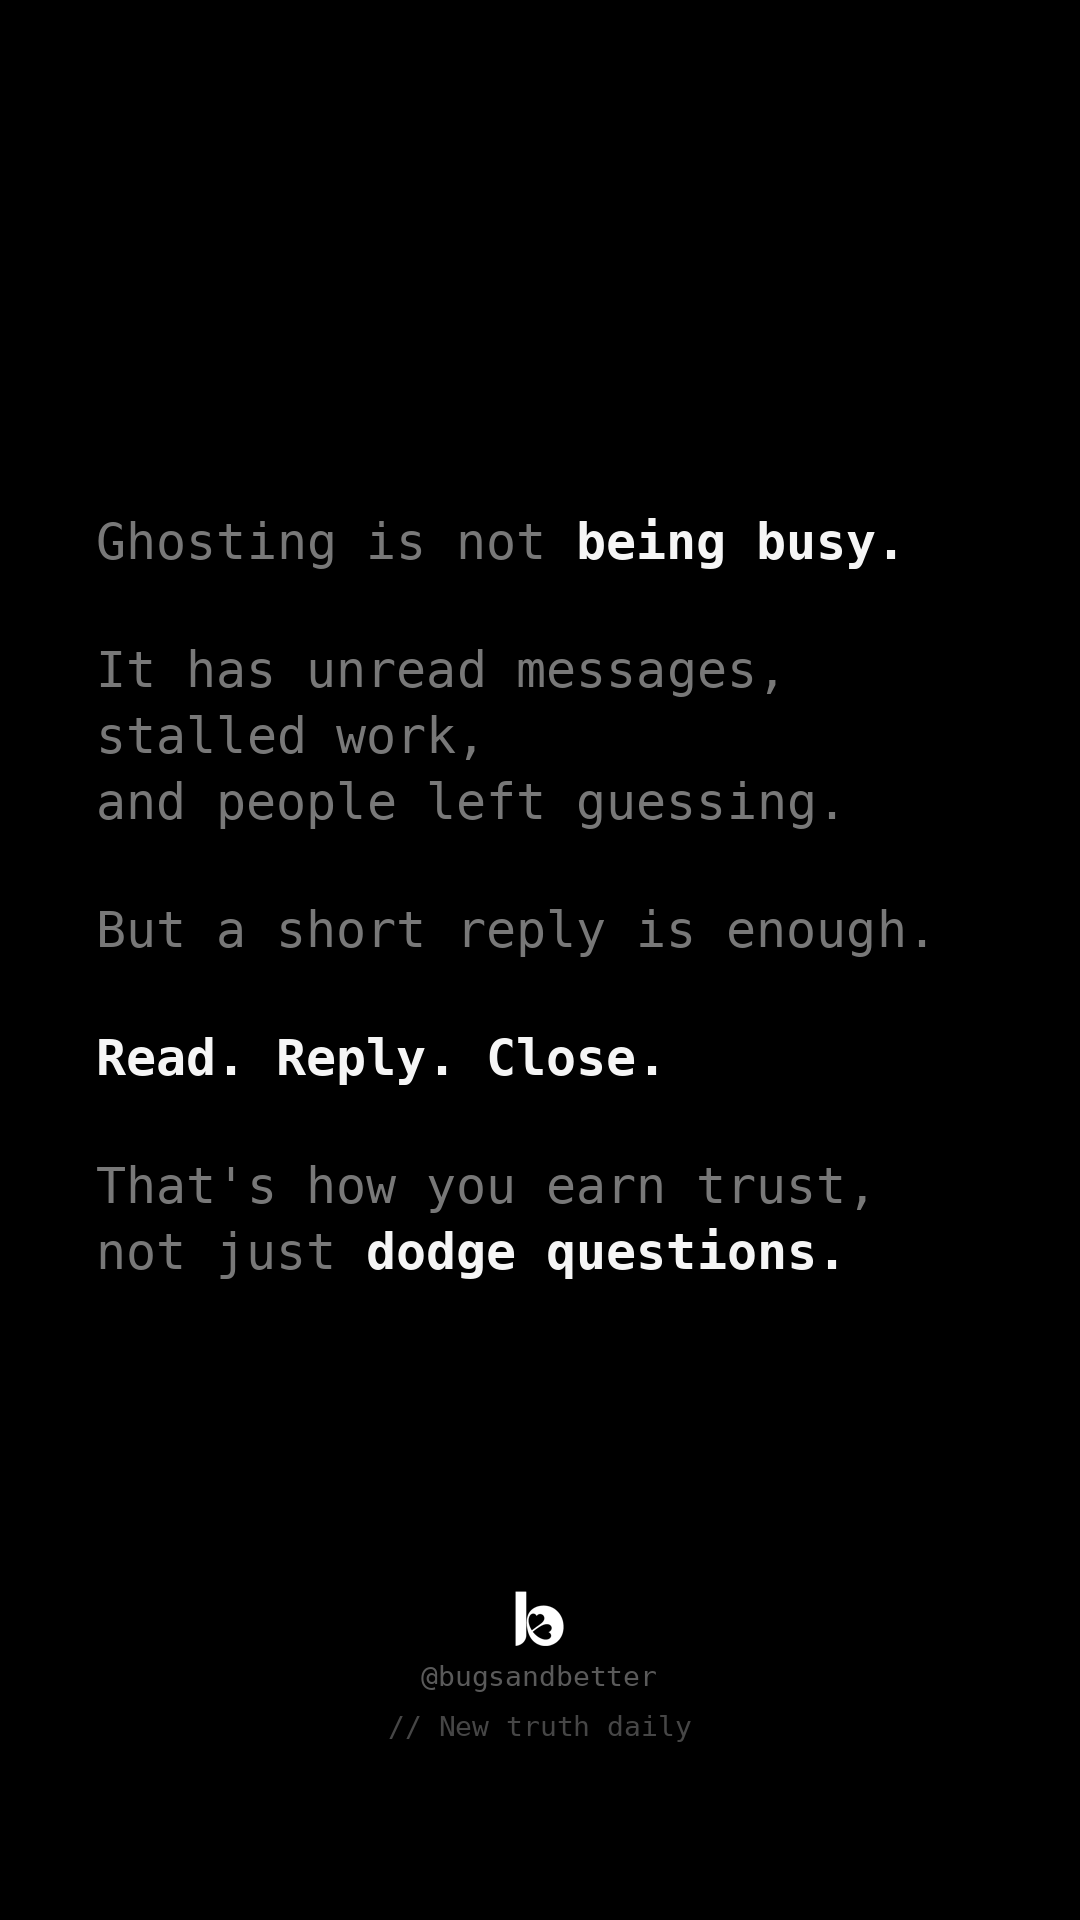 Ghosting is not being busy.
It has unread messages,
stalled work,
and people left guessing.
But a short reply is enough.
Read. Reply. Close.
That's how you earn trust,
not just dodge questions.
b
@bugsandbetter
// New truth daily